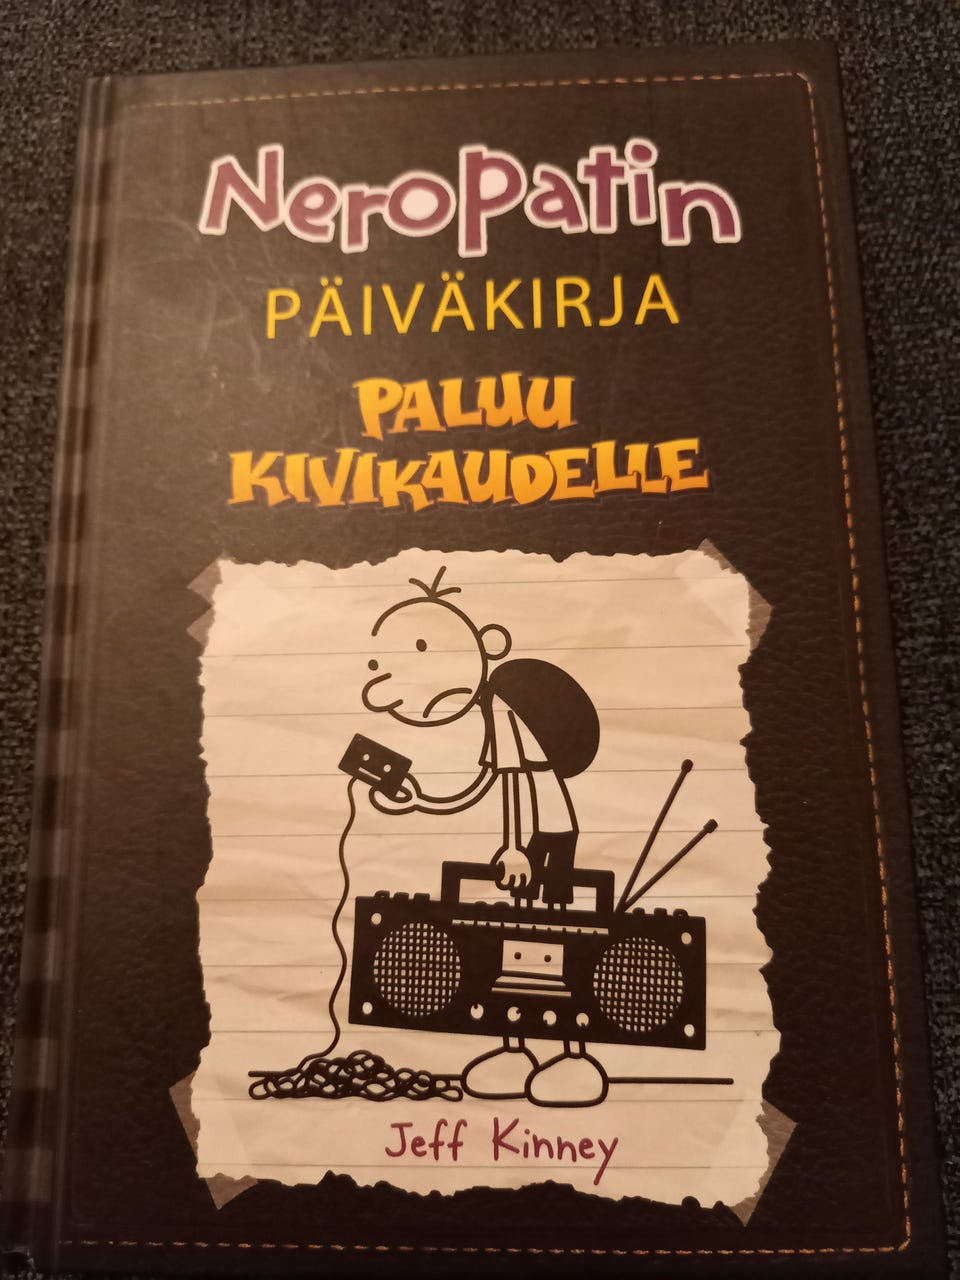 Neropatin
PÄIVÄKIRJA
PALUU
KIVIKAUDELLE
Jeff Kinney